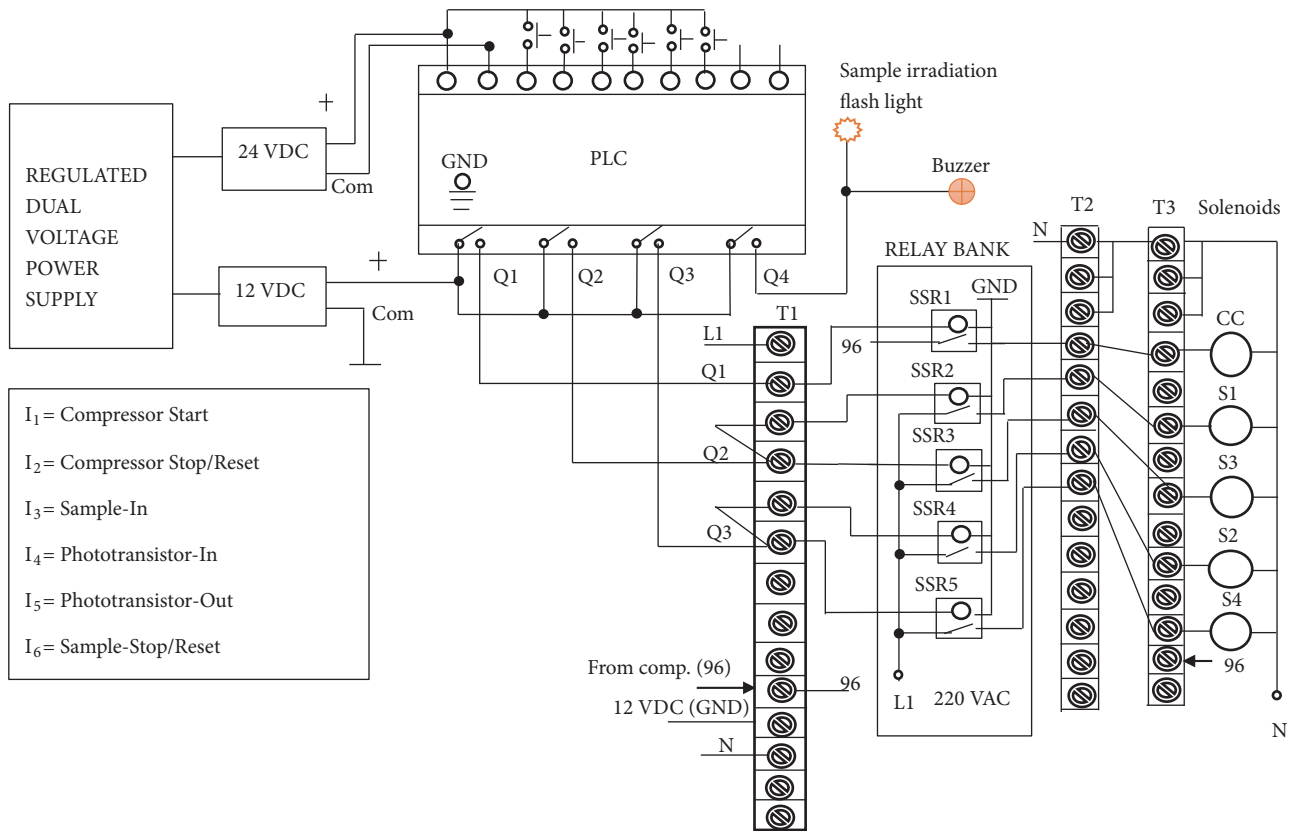 REGULATED
DUAL
VOLTAGE
POWER
SUPPLY
24 VDC
+
Com
12 VDC
+
Com
GND
PLC
Q1
Q2
Q3
Q4
Sample irradiation
flash light
Buzzer
I1= Compressor Start
I2= Compressor Stop/Reset
I3= Sample-In
I4= Phototransistor-In
I5= Phototransistor-Out
I6= Sample-Stop/Reset
T1
L1
Q1
Q2
Q3
From comp. (96)
96
12 VDC (GND)
N
RELAY BANK
GND
SSR1
96
SSR2
SSR3
SSR4
SSR5
L1
220 VAC
T2
N
T3
Solenoids
CC
S1
S3
S2
S4
96
N